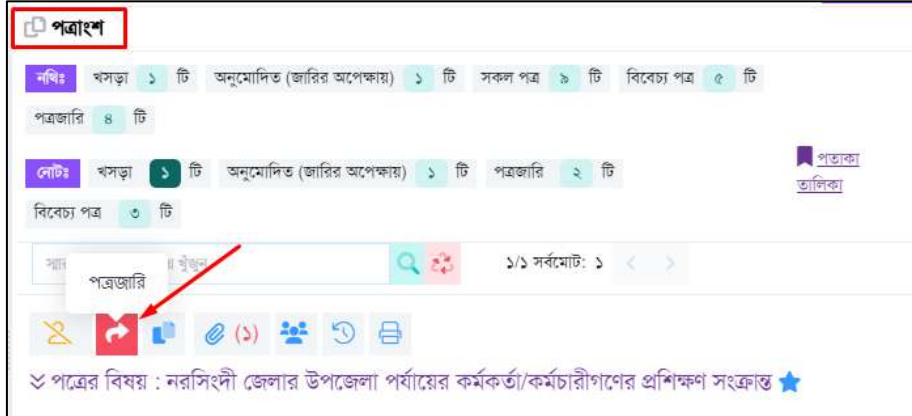 পত্রাংশ
নথিঃ খসড়া ১ টি অনুমোদিত (জারির অপেক্ষায়) ১ টি সকল পত্র ৯ টি বিবেচ্য পত্র ৫ টি
পত্রজারি ৪ টি
নোটঃ খসড়া ১ টি অনুমোদিত (জারির অপেক্ষায়) ১ টি পত্রজারি ২ টি
পতাকা
তালিকা
বিবেচ্য পত্র ৩ টি
খুঁজুন ১/১ সর্বমোট: ১
পত্রজারি
(১)
পত্রের বিষয় : নরসিংদী জেলার উপজেলা পর্যায়ের কর্মকর্তা/কর্মচারীগণের প্রশিক্ষণ সংক্রান্ত